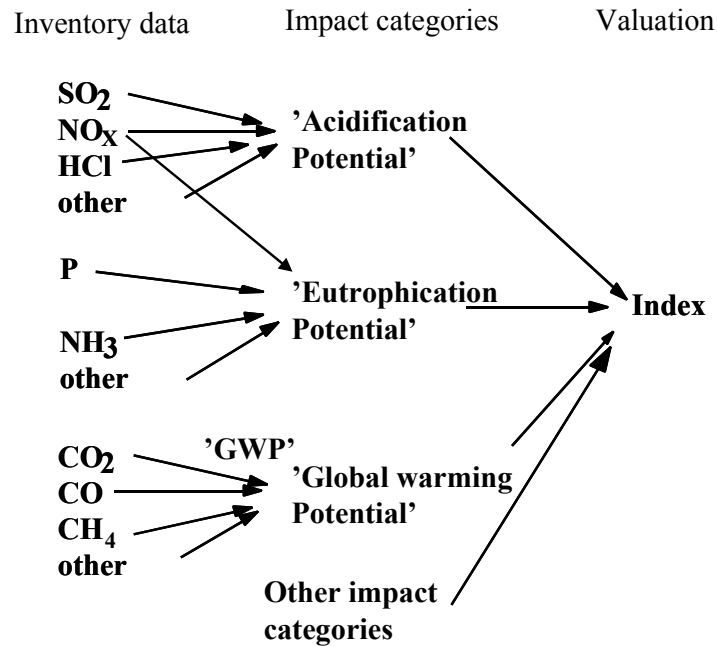 Inventory data
Impact categories
Valuation
SO2
NOX
HCl
other
’Acidification
Potential’
P
NH3
other
’Eutrophication
Potential’
Index
CO2
CO
CH4
other
’GWP’
’Global warming
Potential’
Other impact
categories